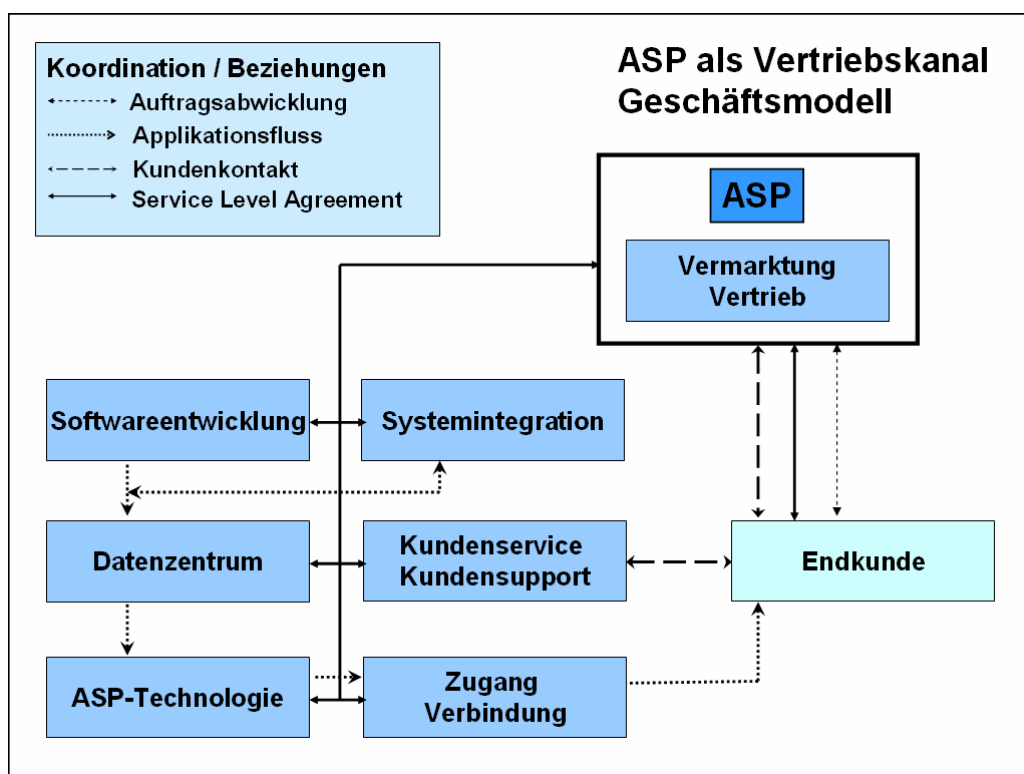 Koordination / Beziehungen
Auftragsabwicklung
Applikationsfluss
Kundenkontakt
Service Level Agreement
ASP als Vertriebskanal
Geschäftsmodell
ASP
Vermarktung
Vertrieb
Softwareentwicklung
Systemintegration
Datenzentrum
Kundenservice
Kundensupport
Endkunde
ASP-Technologie
Zugang
Verbindung